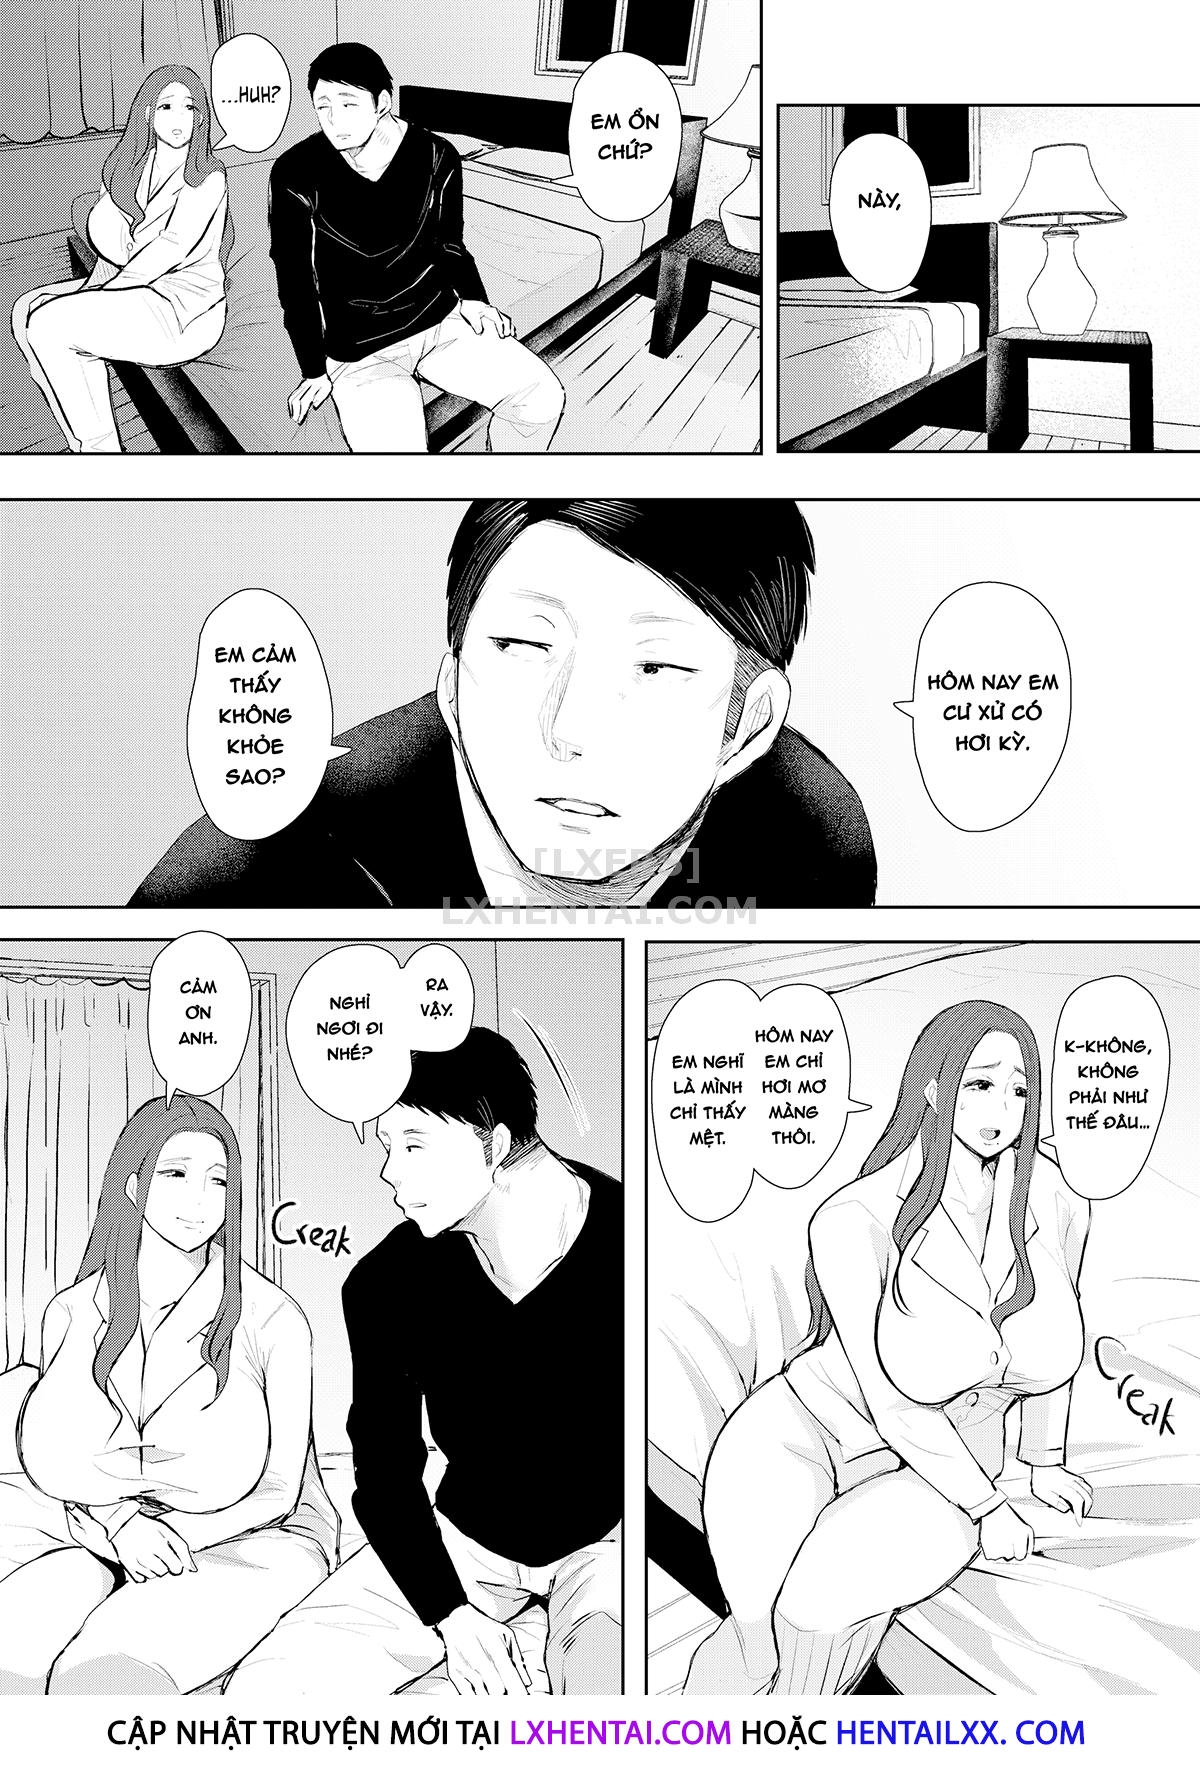 NÀY,
EM ỔN
CHỨ?
...HUH?
HÔM NAY EM
CƯ XỬ CÓ
HƠI KỲ.
EM CẢM
THẤY
KHÔNG
KHỎE
SAO?
[LXERS]
LXHENTAI.COM
K-KHÔNG,
KHÔNG
PHẢI NHƯ
THẾ ĐÂU...
HÔM NAY
EM CHỈ
HƠI MƠ
MÀNG
THÔI.
EM NGHĨ
LÀ MÌNH
CHỈ THẤY
MỆT.
Creak
RA
VẬY.
NGHỈ
NGƠI ĐI
NHÉ?
CẢM
ƠN
ANH.
Creak
CẬP NHẬT TRUYỆN MỚI TẠI LXHENTAI.COM HOẶC HENTAILXX. COM